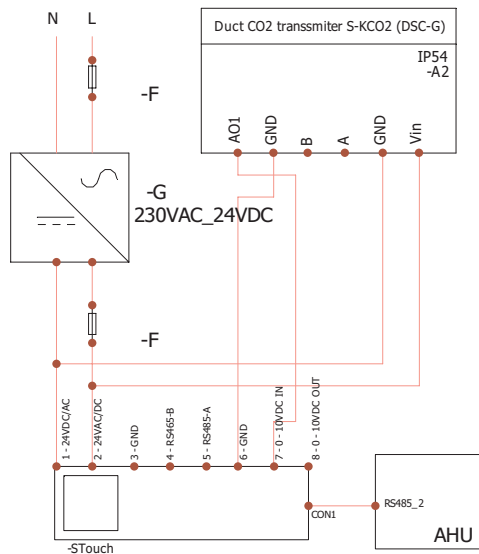 N L
Duct CO2 transsmiter S-KCO2 (DSC-G)
IP54
-A2
-F
AO1
GND
B
A
GND
Vin
-G
230VAC_24VDC
-F
1 - 24VDC/AC
2 - 24VAC/DC
3 - GND
4 - RS465-B
5 - RS485-A
6 - GND
7 - 0 - 10VDC IN
8 - 0 - 10VDC OUT
CON1
RS485_2
AHU
-STouch